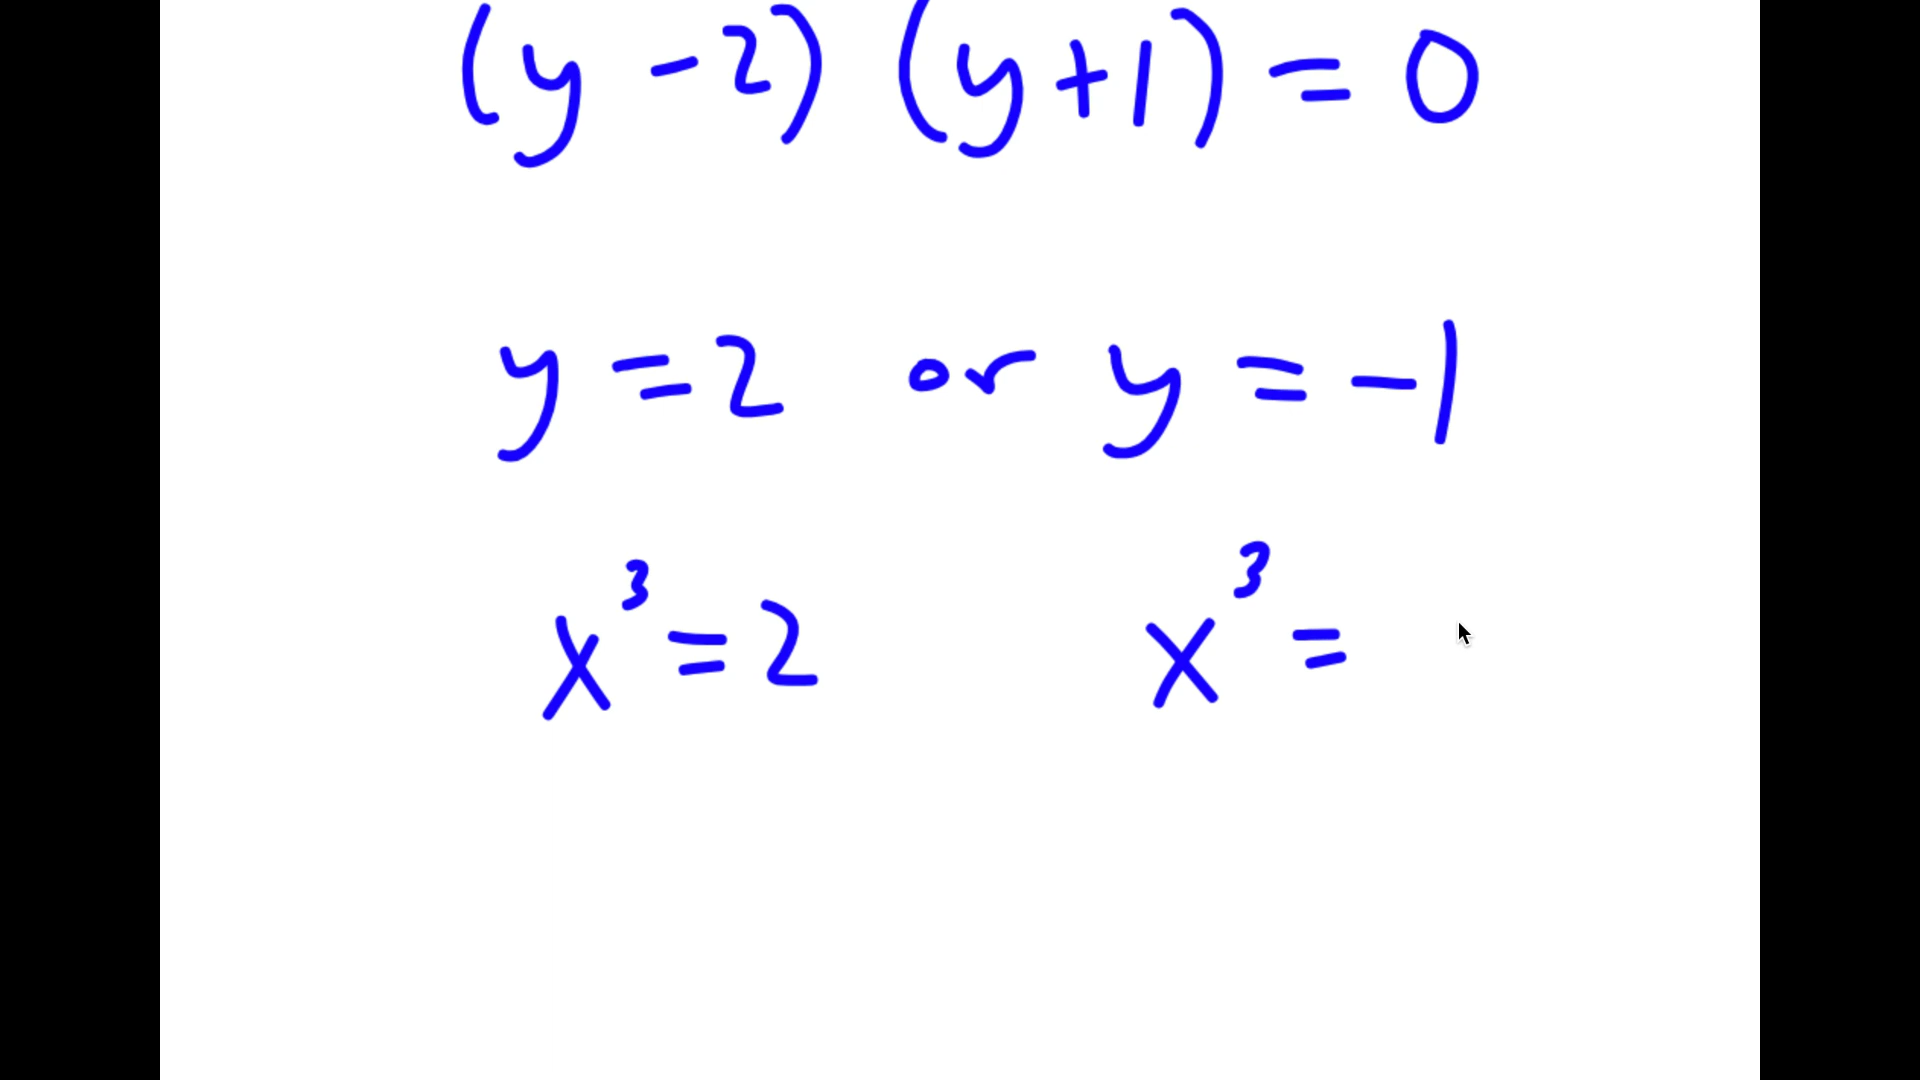 (y - 2) (y + 1) = 0
y = 2 or y = -1
x³ = 2 x³ =